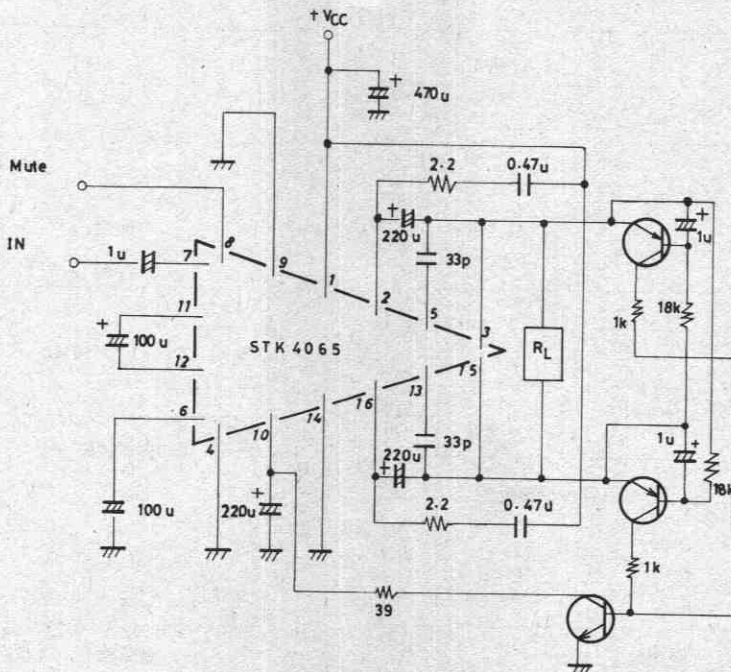 + VCC
+
470u
Mute
2.2
0.47u
+
220u
+
1u
IN
1u
7
8
9
1
2
33p
5
3
1k
18k
11
+
100u
STK 4065
RL
12
6
4
10
14
16
13
15
33p
1u
+
+
220u
18k
100u
+
220u
2.2
0.47u
1k
39